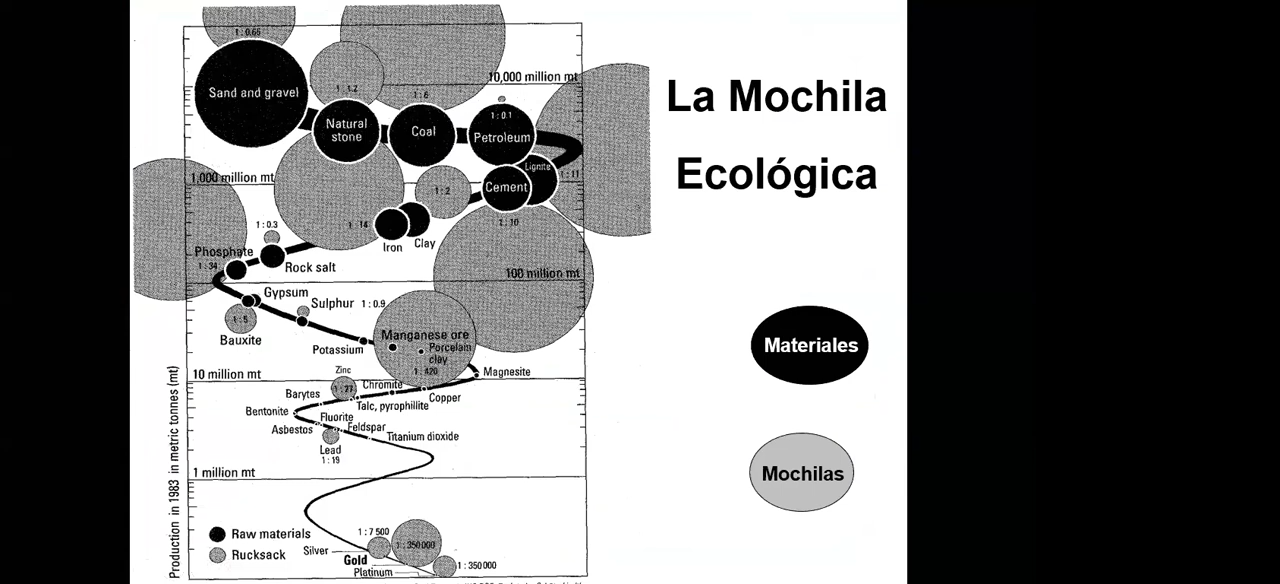 La Mochila
Ecológica
1 : 0.65
Sand and gravel
1 : 1.2
1 : 6
10,000 million mt
1 : 0.1
Natural
stone
Coal
Petroleum
Lignite
1 : 11
1,000 million mt
1 : 2
Cement
1 : 0.3
1 : 14
1 : 10
Iron
Clay
Phosphate
1 : 34
Rock salt
100 million mt
Gypsum
Sulphur
1 : 0.9
1 : 5
Bauxite
Manganese ore
Potassium
Porcelain
clay
1 : 420
Magnesite
10 million mt
Zinc
1 : 27
Chromite
Barytes
Copper
Talc, pyrophillite
Bentonite
Fluorite
Asbestos
Feldspar
Titanium dioxide
Lead
1 : 19
1 million mt
Production in 1983 in metric tonnes (mt)
Raw materials
Rucksack
1 : 7 500
1 : 350 000
Silver
Gold
1 : 350 000
Platinum
Materiales
Mochilas